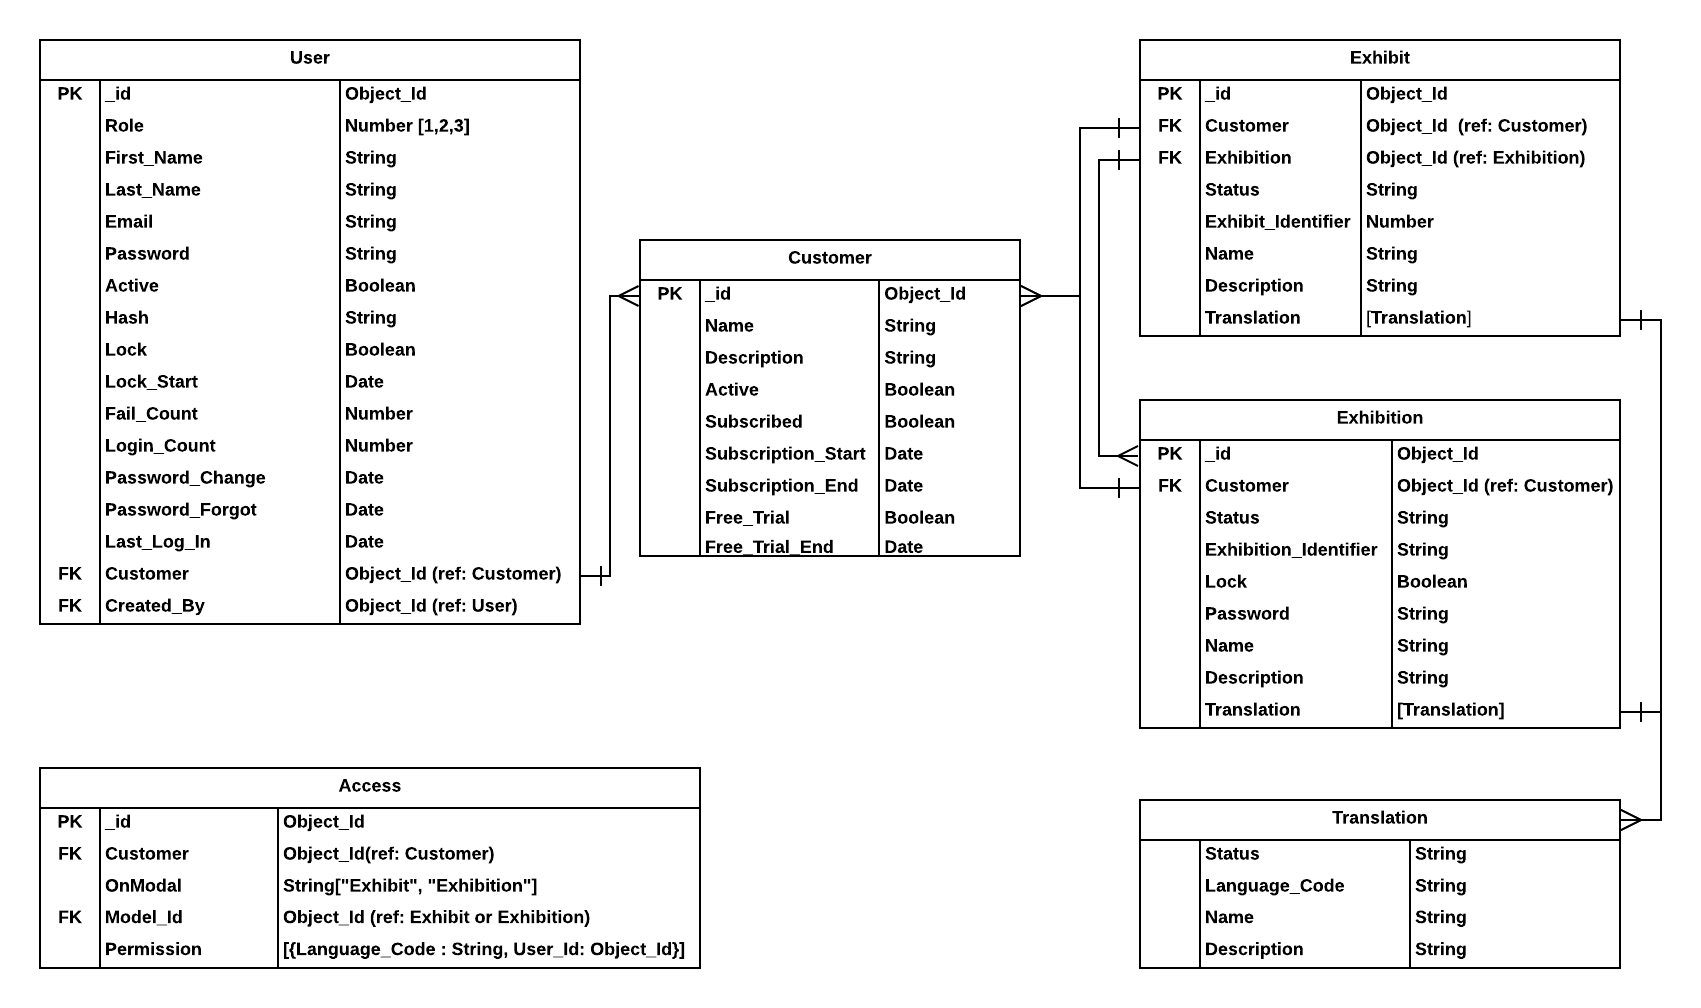 User
PK _id Object_Id
Role Number [1,2,3]
First_Name String
Last_Name String
Email String
Password String
Active Boolean
Hash String
Lock Boolean
Lock_Start Date
Fail_Count Number
Login_Count Number
Password_Change Date
Password_Forgot Date
Last_Log_In Date
FK Customer Object_Id (ref: Customer)
FK Created_By Object_Id (ref: User)
Customer
PK _id Object_Id
Name String
Description String
Active Boolean
Subscribed Boolean
Subscription_Start Date
Subscription_End Date
Free_Trial Boolean
Free_Trial_End Date
Exhibit
PK _id Object_Id
FK Customer Object_Id (ref: Customer)
FK Exhibition Object_Id (ref: Exhibition)
Status String
Exhibit_Identifier Number
Name String
Description String
Translation [Translation]
Exhibition
PK _id Object_Id
FK Customer Object_Id (ref: Customer)
Status String
Exhibition_Identifier String
Lock Boolean
Password String
Name String
Description String
Translation [Translation]
Access
PK _id Object_Id
FK Customer Object_Id(ref: Customer)
OnModal String["Exhibit", "Exhibition"]
FK Model_Id Object_Id (ref: Exhibit or Exhibition)
Permission [{Language_Code : String, User_Id: Object_Id}]
Translation
Status String
Language_Code String
Name String
Description String